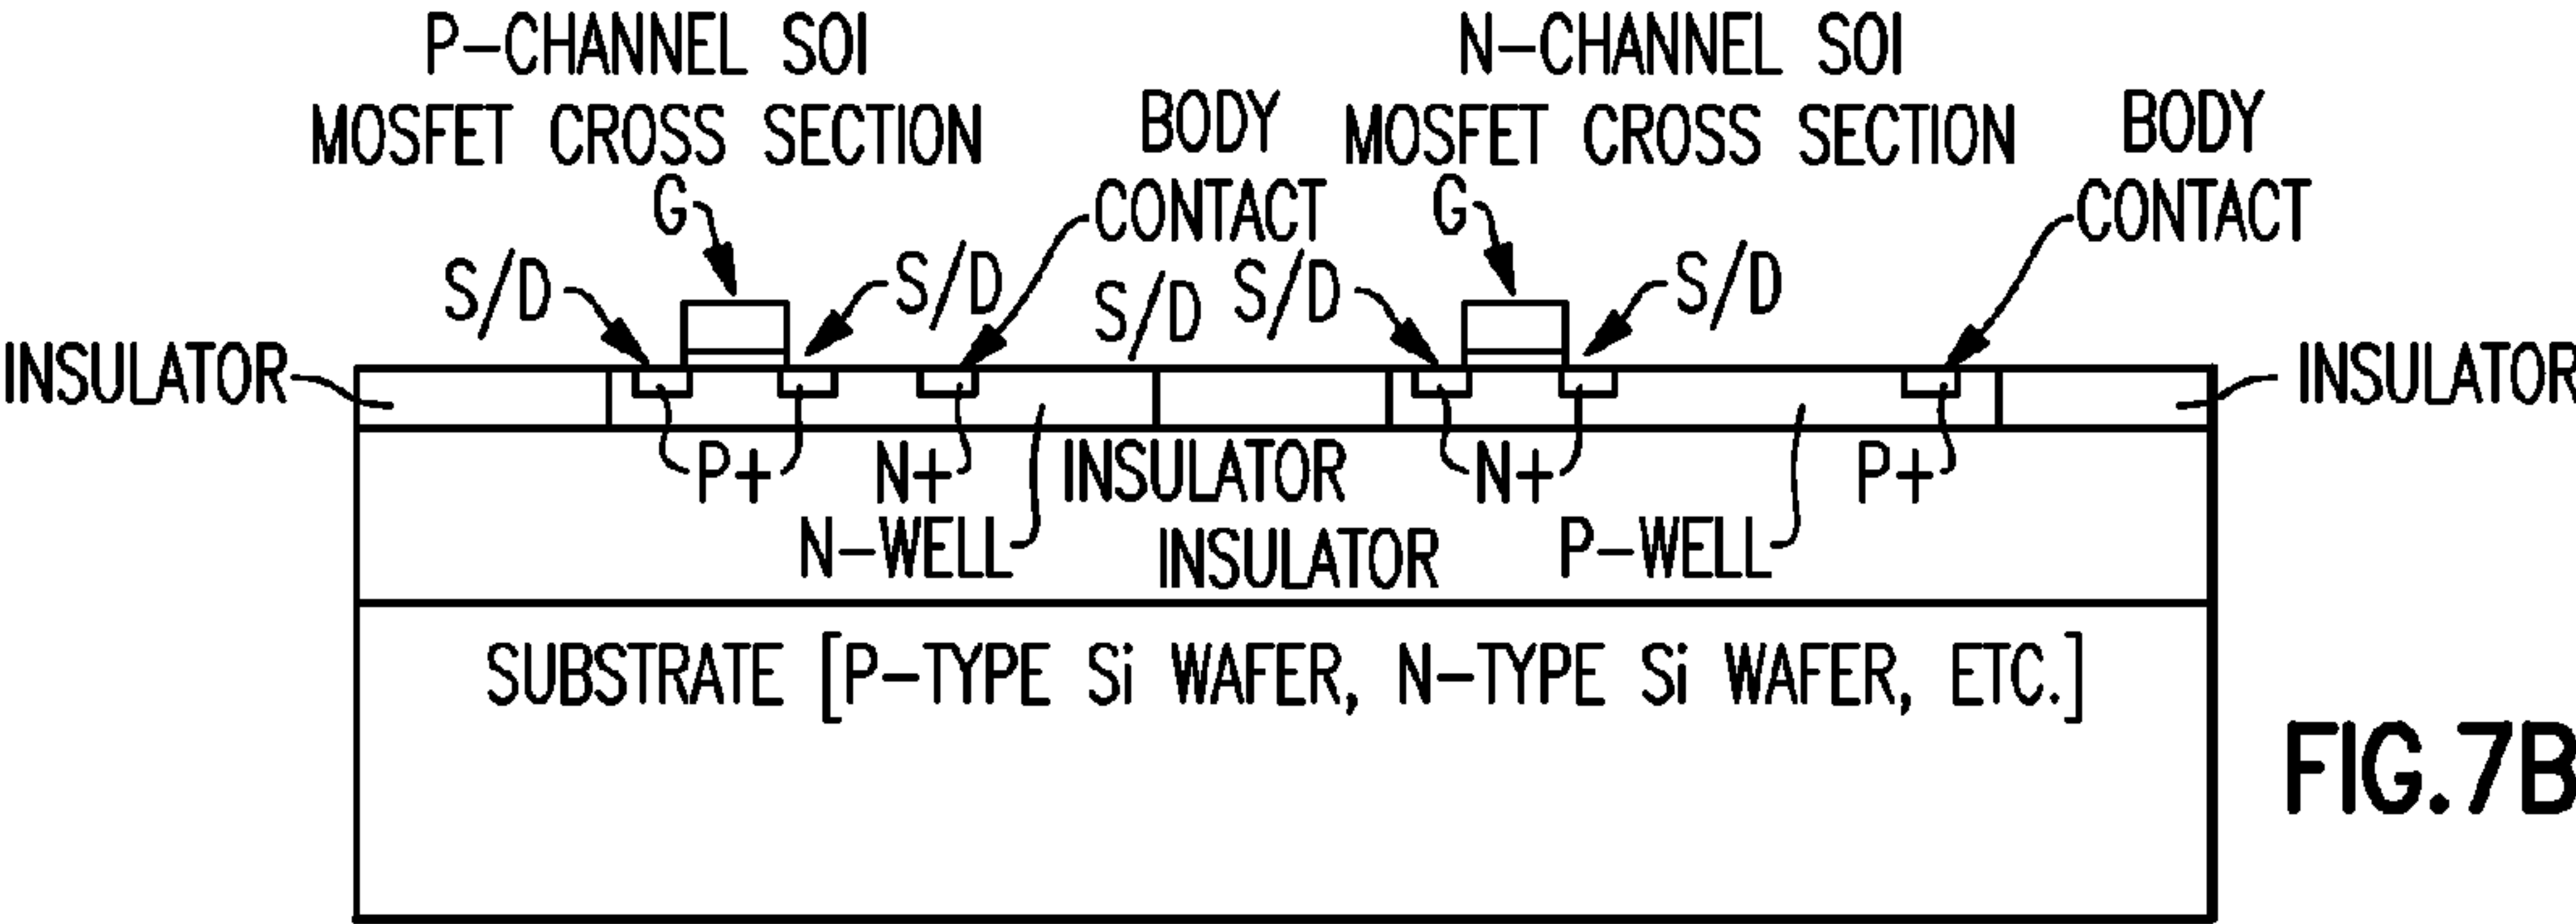 P-CHANNEL SOI
MOSFET CROSS SECTION
N-CHANNEL SOI
MOSFET CROSS SECTION
BODY
CONTACT
BODY
CONTACT
G
G
S/D
S/D
S/D
S/D
S/D
INSULATOR
INSULATOR
P+
N+
INSULATOR
N+
P+
N-WELL
INSULATOR
P-WELL
SUBSTRATE [P-TYPE Si WAFER, N-TYPE Si WAFER, ETC.]
FIG.7B